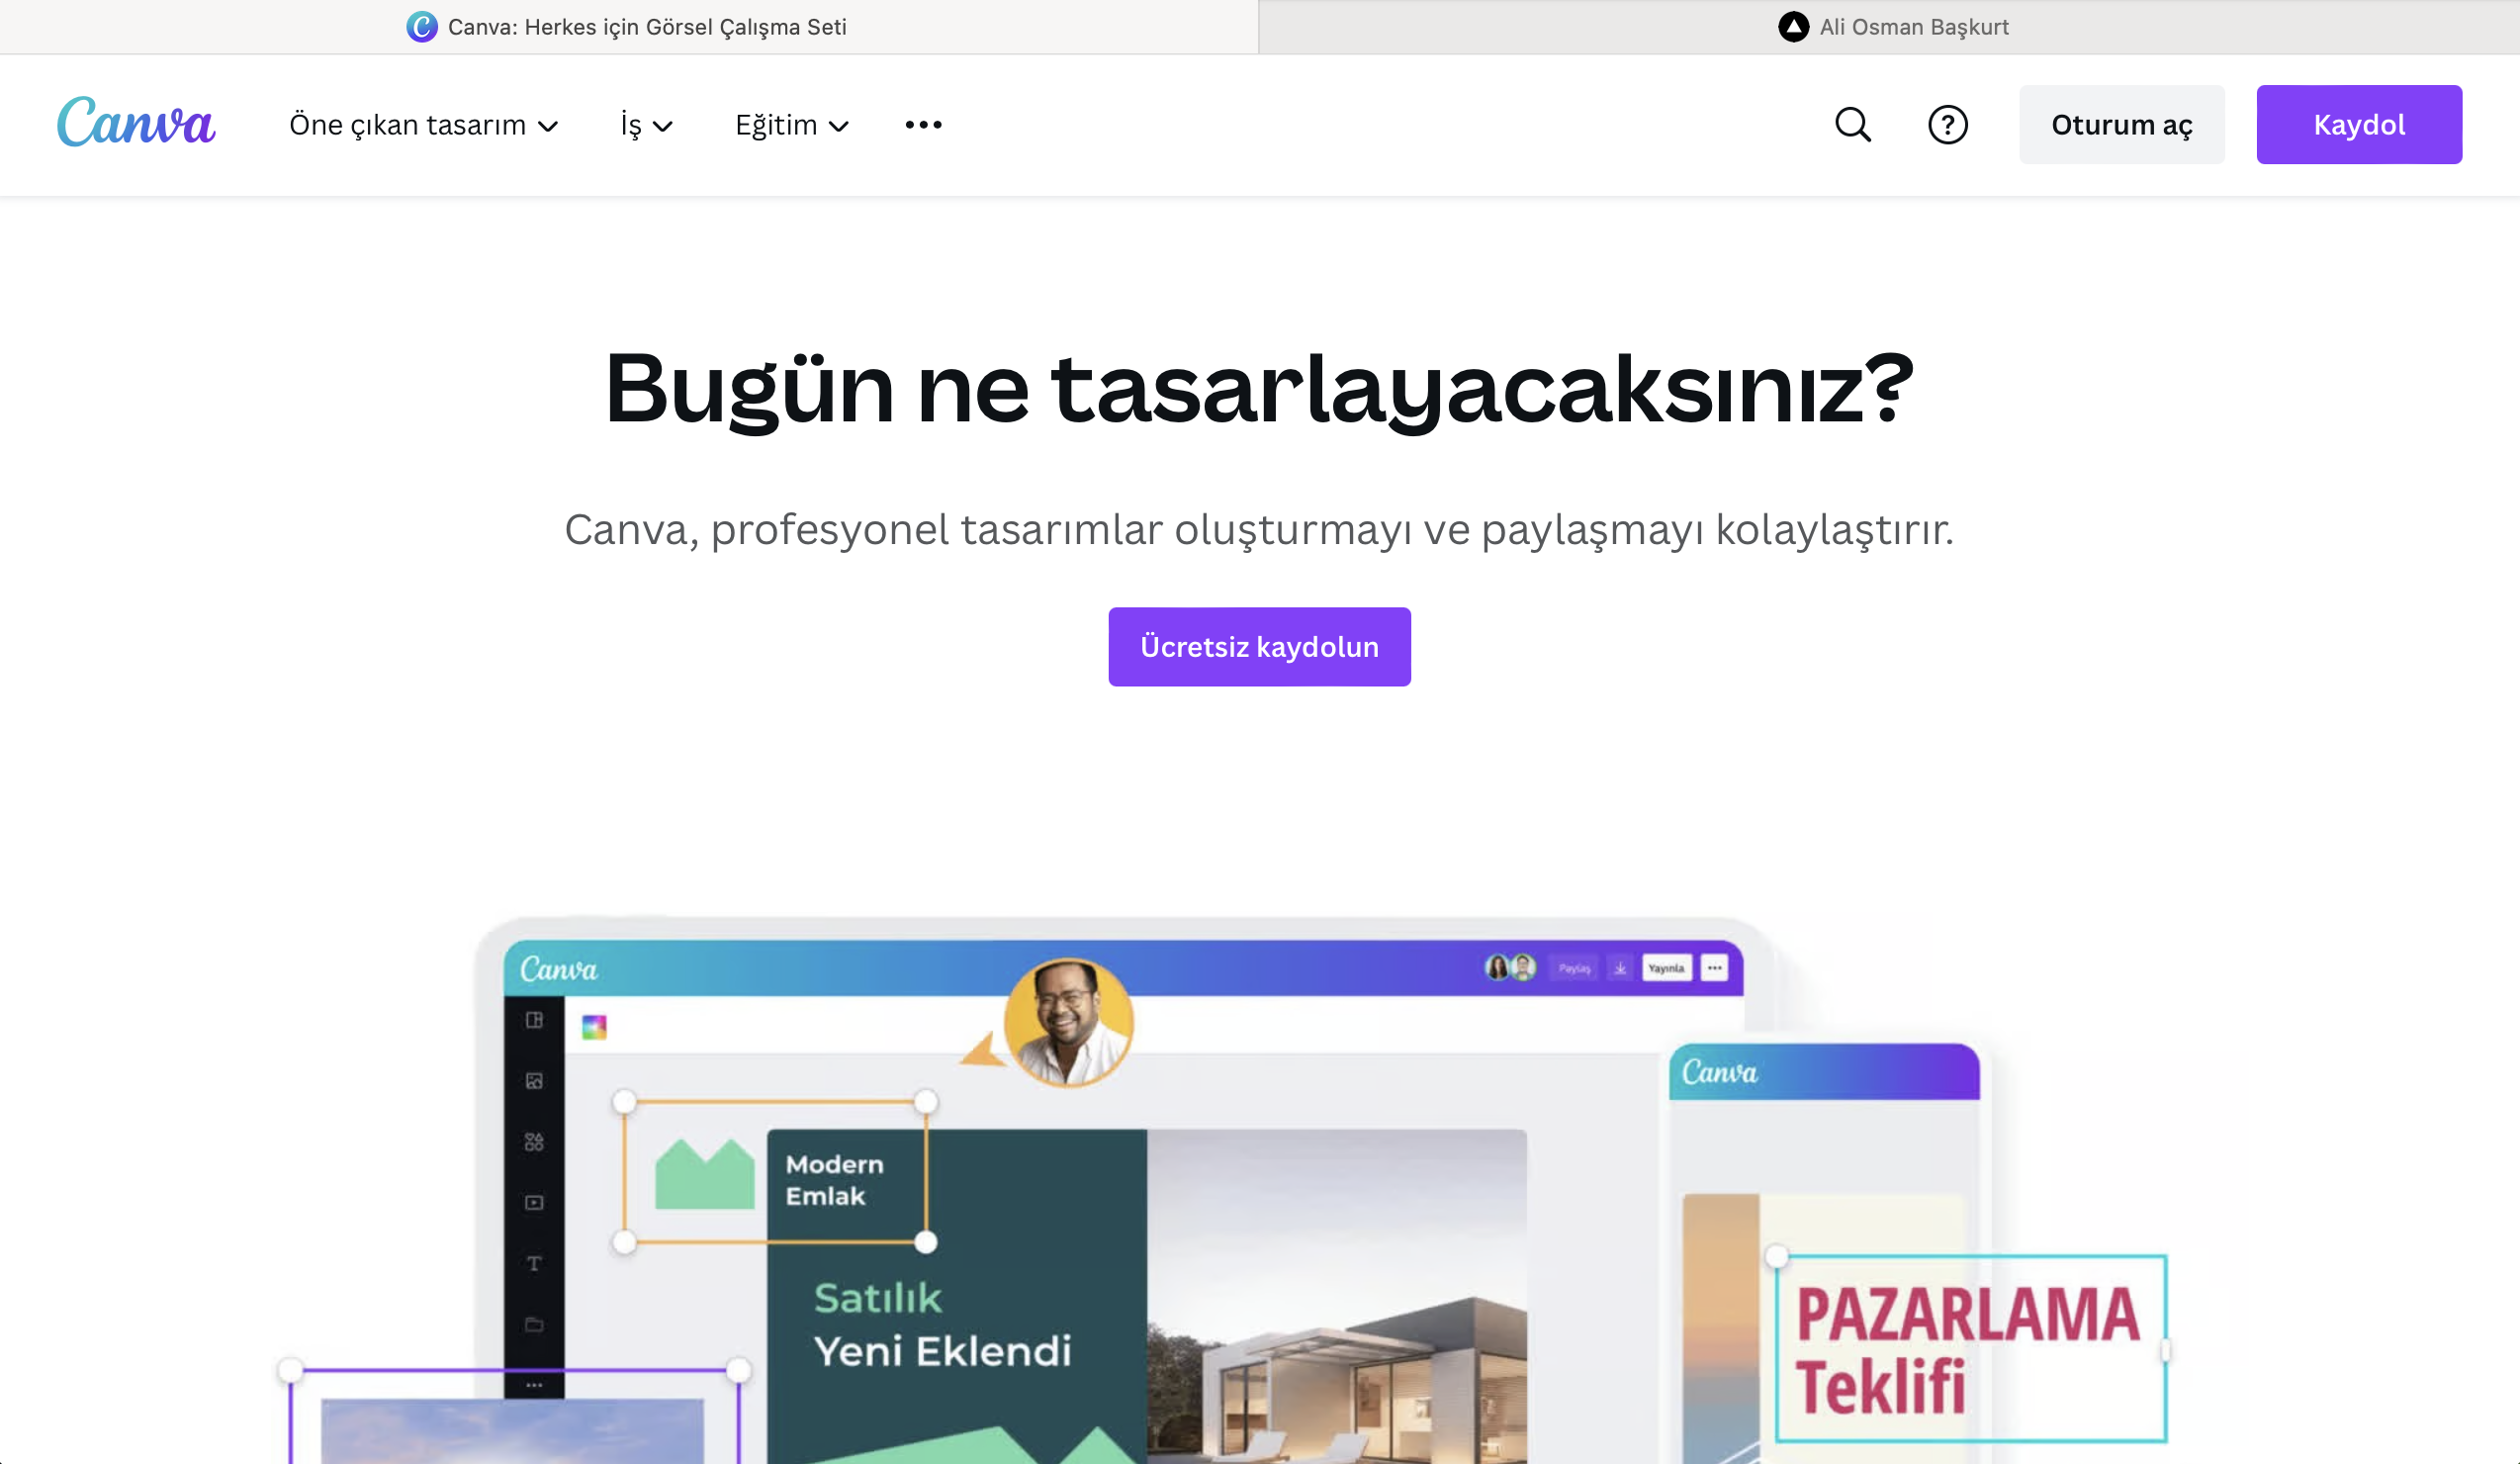 Canva: Herkes için Görsel Çalışma Seti
Ali Osman Başkurt
Canva
Öne çıkan tasarım
İş
Eğitim
Oturum aç
Kaydol
Bugün ne tasarlayacaksınız?
Canva, profesyonel tasarımlar oluşturmayı ve paylaşmayı kolaylaştırır.
Ücretsiz kaydolun
Canva
Paylaş
Yayınla
Canva
Modern
Emlak
Satılık
Yeni Eklendi
PAZARLAMA
Teklifi